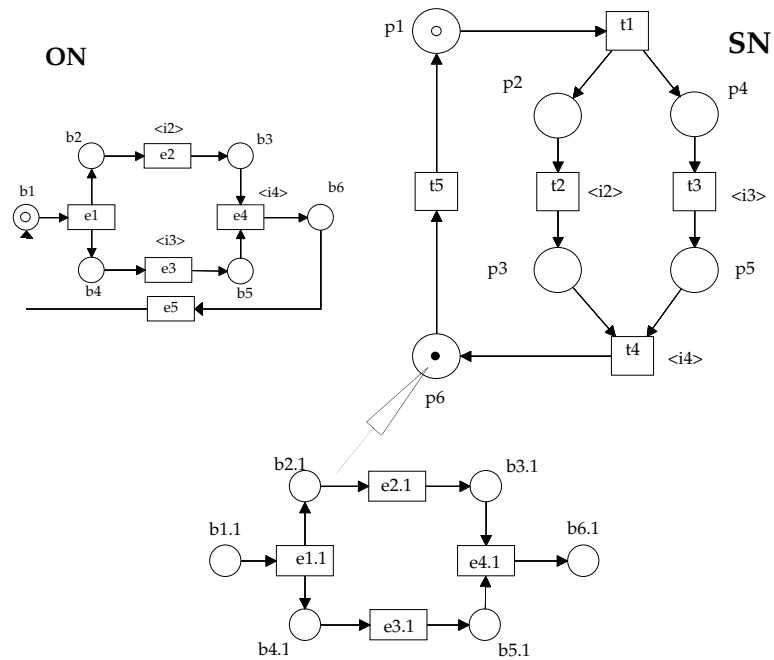 ON
b1
b2
<i2>
e2
b3
e1
<i4>
e4
b6
<i3>
e3
b4
b5
e5
SN
p1
t1
p2
p4
t5
t2
<i2>
t3
<i3>
p3
p5
t4
<i4>
p6
b2.1
e2.1
b3.1
b1.1
e1.1
e4.1
b6.1
b4.1
e3.1
b5.1